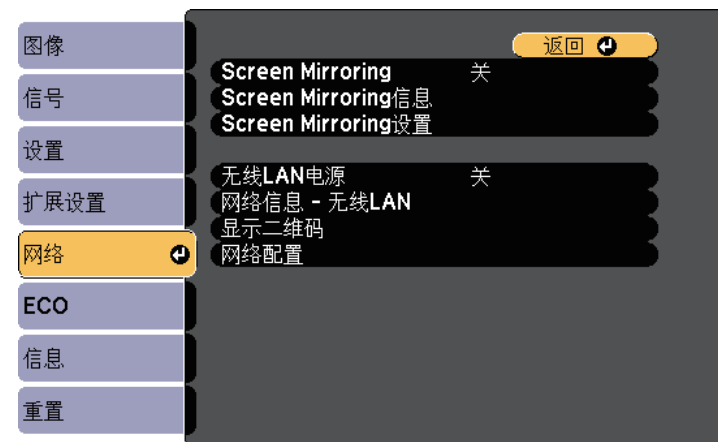 图像
信号
设置
扩展设置
网络
ECO
信息
重置
返回
Screen Mirroring 关
Screen Mirroring信息
Screen Mirroring设置
无线LAN电源 关
网络信息 - 无线LAN
显示二维码
网络配置